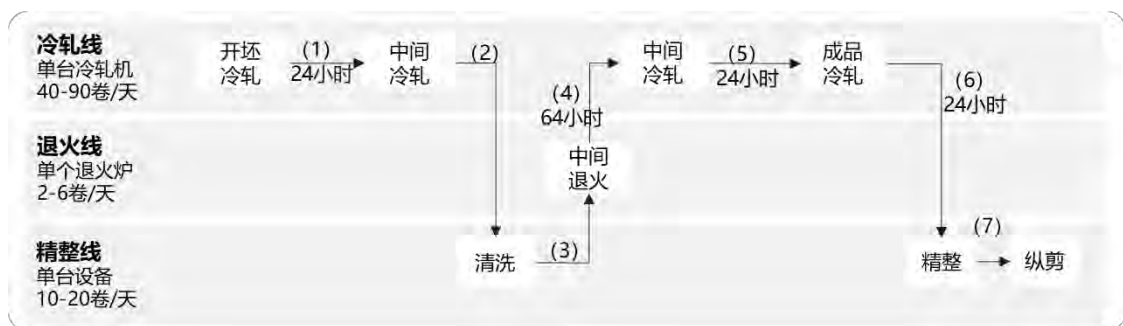 冷轧线
单台冷轧机
40-90卷/天
开坯
冷轧
(1)
24小时
中间
冷轧
(2)
(4)
64小时
中间
冷轧
(5)
24小时
成品
冷轧
(6)
24小时
退火线
单个退火炉
2-6卷/天
中间
退火
精整线
单台设备
10-20卷/天
清洗
(3)
精整
(7)
纵剪